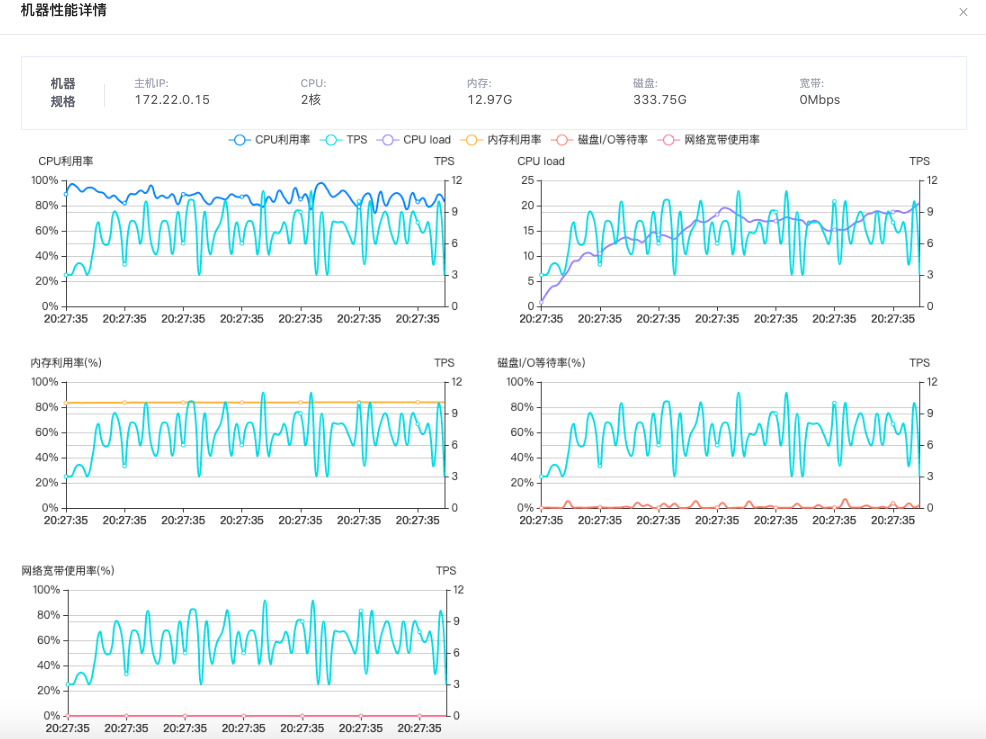 机器性能详情
机器
规格
主机IP: CPU: 内存: 磁盘: 宽带:
172.22.0.15 2核 12.97G 333.75G 0Mbps
CPU利用率 TPS CPU load 内存利用率 磁盘I/O等待率 网络宽带使用率
CPU利用率 TPS
100% 12
80% 9
60% 6
40%
20% 3
0% 0
20:27:35 20:27:35 20:27:35 20:27:35 20:27:35 20:27:35 20:27:35
CPU load TPS
25 12
20 9
15
10 6
5 3
0 0
20:27:35 20:27:35 20:27:35 20:27:35 20:27:35 20:27:35 20:27:35
内存利用率(%) TPS
100% 12
80% 9
60% 6
40%
20% 3
0% 0
20:27:35 20:27:35 20:27:35 20:27:35 20:27:35 20:27:35 20:27:35
磁盘I/O等待率(%) TPS
100% 12
80% 9
60% 6
40%
20% 3
0% 0
20:27:35 20:27:35 20:27:35 20:27:35 20:27:35 20:27:35 20:27:35
网络宽带使用率(%) TPS
100% 12
80% 9
60% 6
40%
20% 3
0% 0
20:27:35 20:27:35 20:27:35 20:27:35 20:27:35 20:27:35 20:27:35